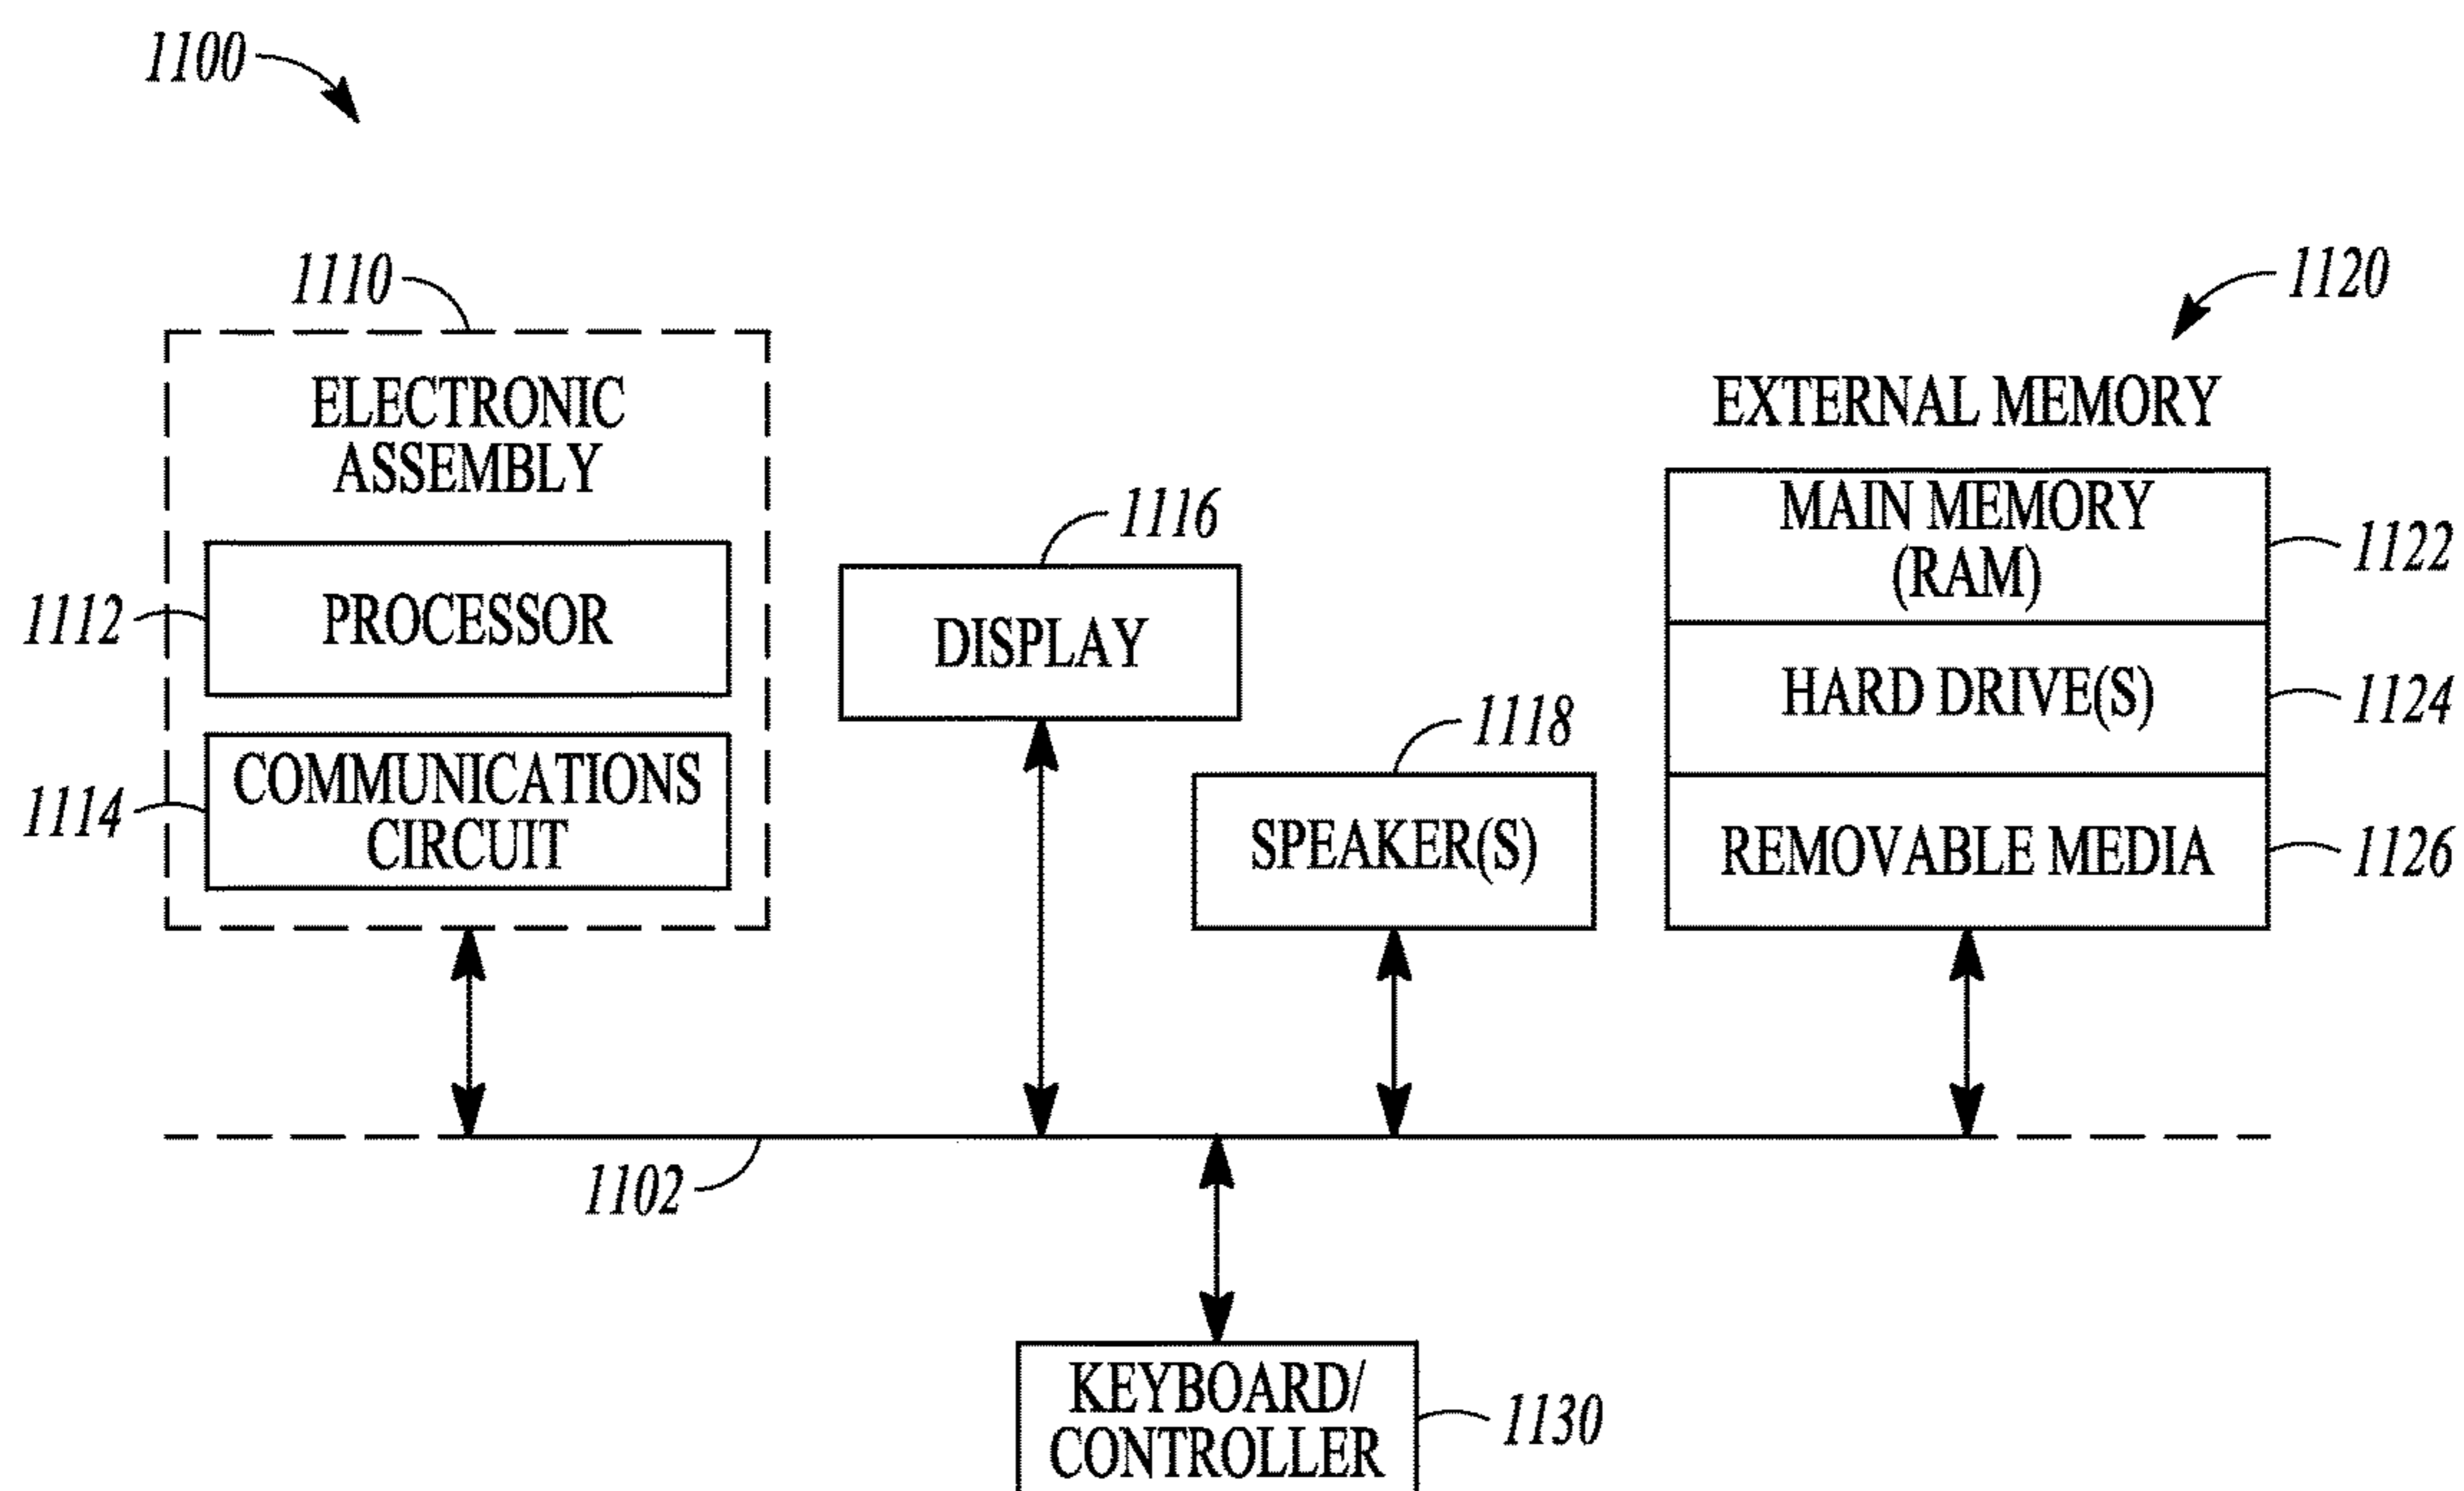 1100
1110
1120
ELECTRONIC
ASSEMBLY
EXTERNAL MEMORY
1116
MAIN MEMORY
(RAM)
1122
1112
PROCESSOR
DISPLAY
HARD DRIVE(S)
1124
1118
1114
COMMUNICATIONS
CIRCUIT
SPEAKER(S)
REMOVABLE MEDIA
1126
1102
KEYBOARD/
CONTROLLER
1130